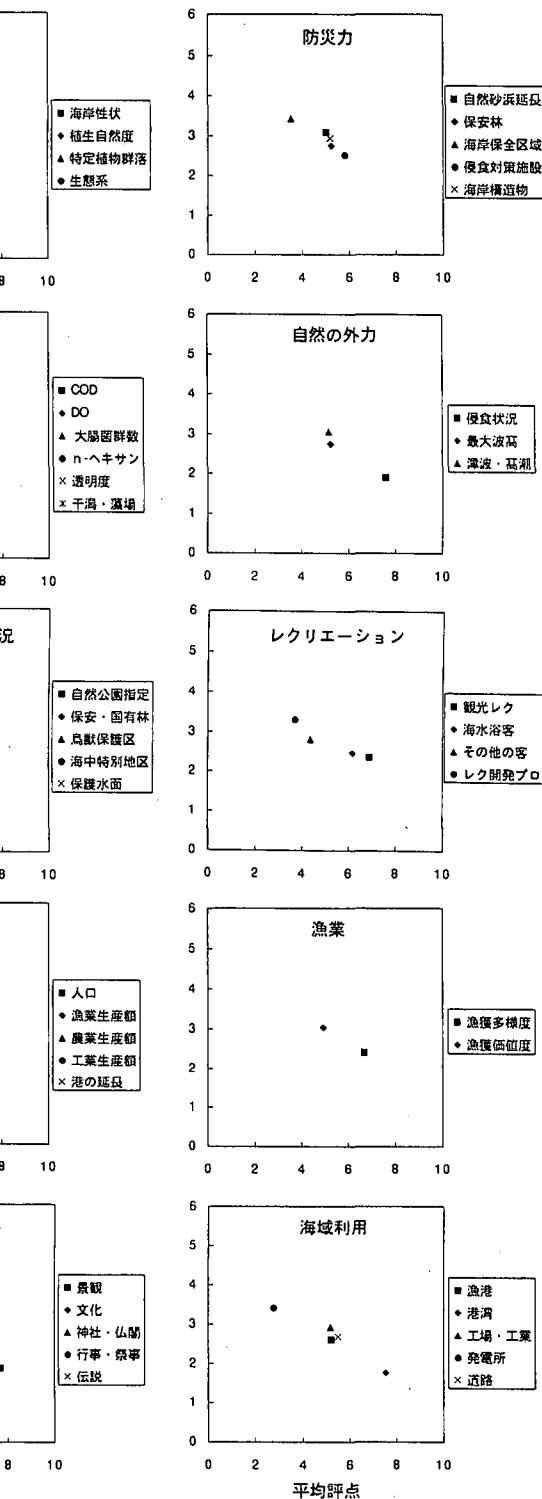 ■ 海岸性状
◆ 植生自然度
▲ 特定植物群落
● 生態系
8 10
防災力
6
5
4
3
2
1
0
0 2 4 6 8 10
■ 自然砂浜延長
◆ 保安林
▲ 海岸保全区域
● 侵食対策施設
× 海岸構造物
■ COD
◆ DO
▲ 大腸菌群数
● n-ヘキサン
× 透明度
* 干潟・藻場
8 10
自然の外力
6
5
4
3
2
1
0
0 2 4 6 8 10
■ 侵食状況
◆ 最大波高
▲ 津波・高潮
況
■ 自然公園指定
◆ 保安・国有林
▲ 鳥獣保護区
● 海中特別地区
× 保護水面
8 10
レクリエーション
6
5
4
3
2
1
0
0 2 4 6 8 10
■ 観光レク
◆ 海水浴客
▲ その他の客
● レク開発プロ
■ 人口
◆ 漁業生産額
▲ 農業生産額
● 工業生産額
× 港の延長
8 10
漁業
6
5
4
3
2
1
0
0 2 4 6 8 10
■ 漁獲多様度
◆ 漁獲価値度
■ 景観
◆ 文化
▲ 神社・仏閣
● 行事・祭事
× 伝説
8 10
海域利用
6
5
4
3
2
1
0
0 2 4 6 8 10
平均評点
■ 漁港
◆ 港湾
▲ 工場・工業
● 発電所
× 道路